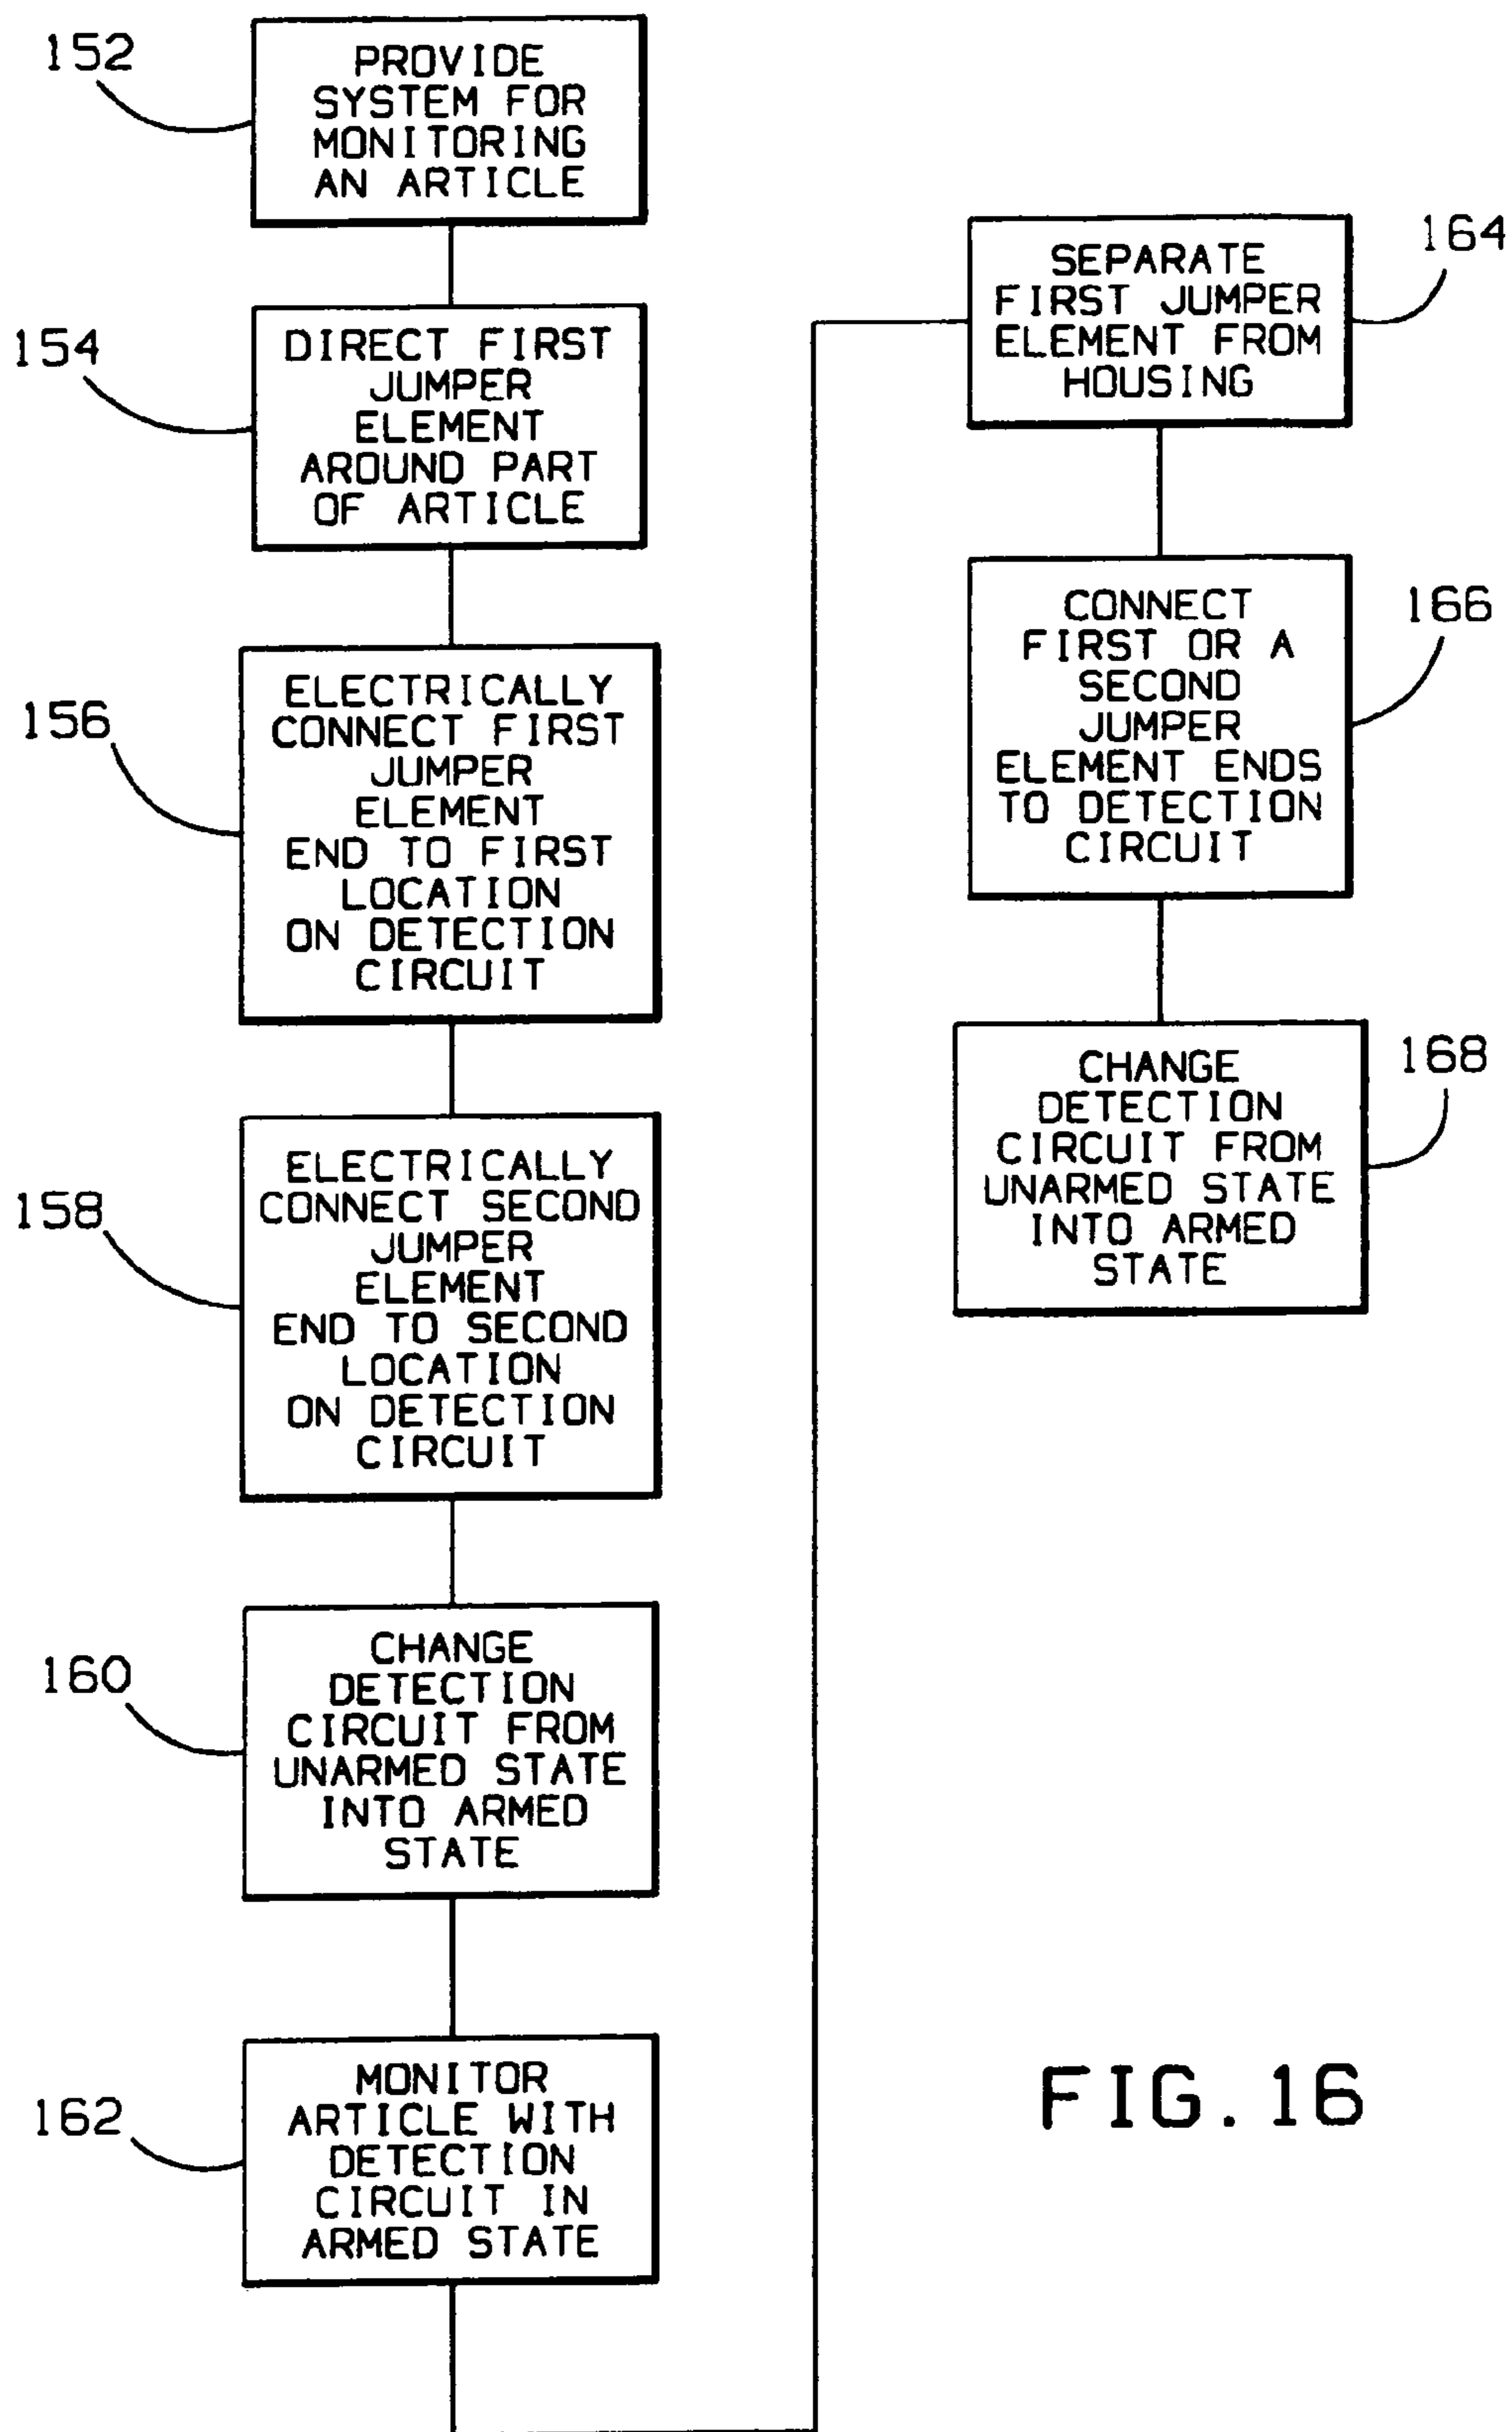 152
PROVIDE
SYSTEM FOR
MONITORING
AN ARTICLE
154
DIRECT FIRST
JUMPER
ELEMENT
AROUND PART
OF ARTICLE
156
ELECTRICALLY
CONNECT FIRST
JUMPER
ELEMENT
END TO FIRST
LOCATION
ON DETECTION
CIRCUIT
158
ELECTRICALLY
CONNECT SECOND
JUMPER
ELEMENT
END TO SECOND
LOCATION
ON DETECTION
CIRCUIT
160
CHANGE
DETECTION
CIRCUIT FROM
UNARMED STATE
INTO ARMED
STATE
162
MONITOR
ARTICLE WITH
DETECTION
CIRCUIT IN
ARMED STATE
164
SEPARATE
FIRST JUMPER
ELEMENT FROM
HOUSING
166
CONNECT
FIRST OR A
SECOND
JUMPER
ELEMENT ENDS
TO DETECTION
CIRCUIT
168
CHANGE
DETECTION
CIRCUIT FROM
UNARMED STATE
INTO ARMED
STATE
FIG. 16